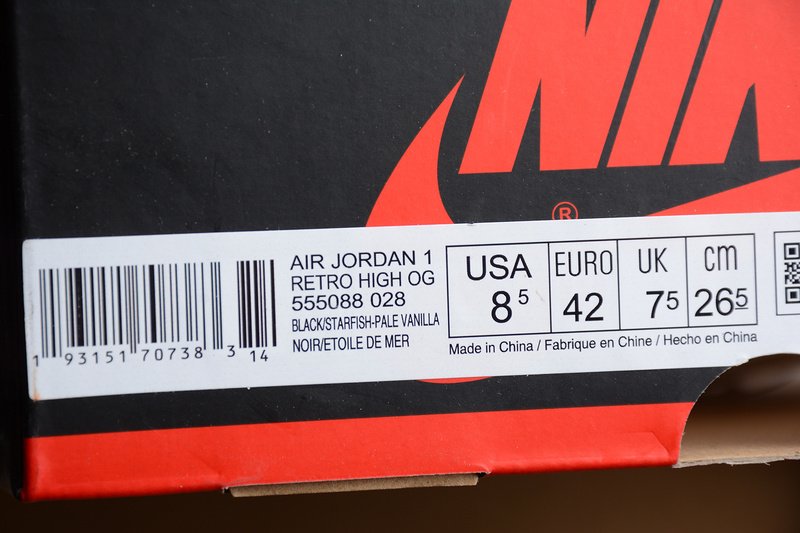 NIKE
®
AIR JORDAN 1
RETRO HIGH OG
555088 028
BLACK/STARFISH-PALE VANILLA
NOIR/ETOILE DE MER
USA EURO UK cm
8 5 42 7 5 26 5
Made in China / Fabrique en Chine / Hecho en China
1 93151 70738 3 14